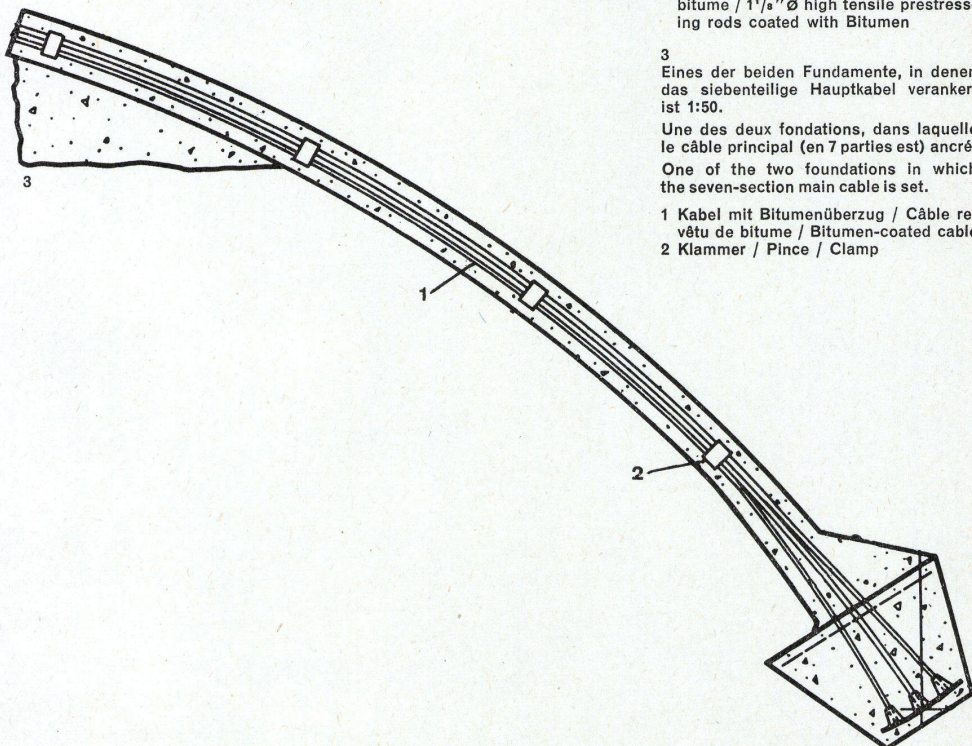 bitume / 1¹/₈″ Ø high tensile prestress-
ing rods coated with Bitumen
3
Eines der beiden Fundamente, in denen
das siebenteilige Hauptkabel verankert
ist 1:50.
Une des deux fondations, dans laquelle
le câble principal (en 7 parties est) ancré.
One of the two foundations in which
the seven-section main cable is set.
1 Kabel mit Bitumenüberzug / Câble re-
vêtu de bitume / Bitumen-coated cable
2 Klammer / Pince / Clamp
3
1
2